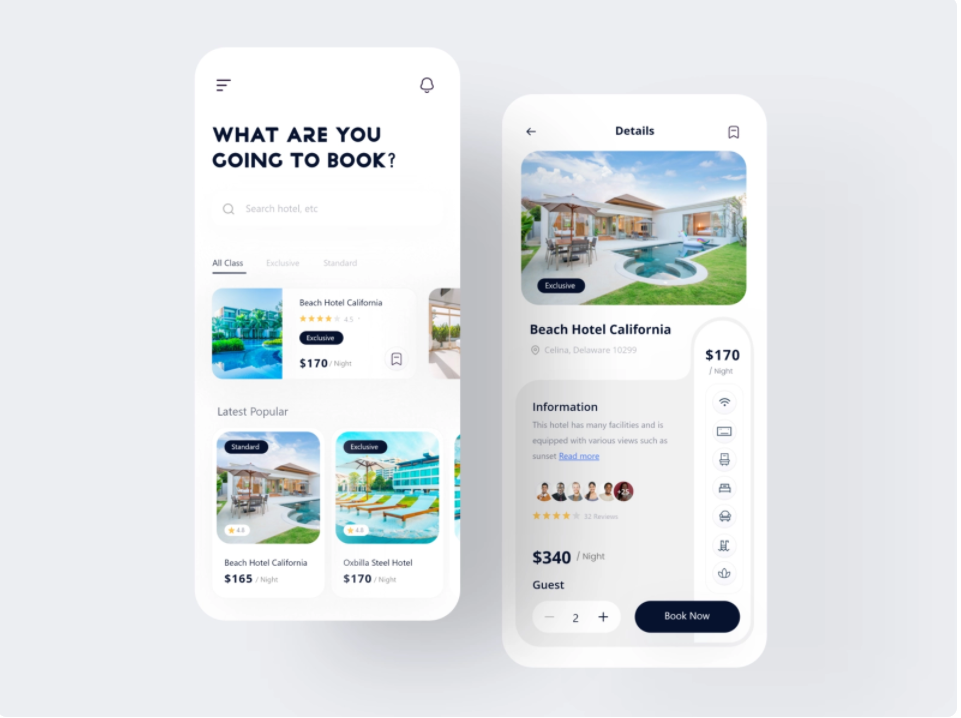 WHAT ARE YOU
GOING TO BOOK?
Search hotel, etc
All Class
Exclusive
Standard
Beach Hotel California
4.5
Exclusive
$170 / Night
Latest Popular
Standard
4.8
Beach Hotel California
$165 / Night
Exclusive
4.8
Oxbilla Steel Hotel
$170 / Night
Details
Exclusive
Beach Hotel California
Celina, Delaware 10299
$170
/ Night
Information
This hotel has many facilities and is
equipped with various views such as
sunset Read more
+25
32 Reviews
$340 / Night
Guest
2
Book Now